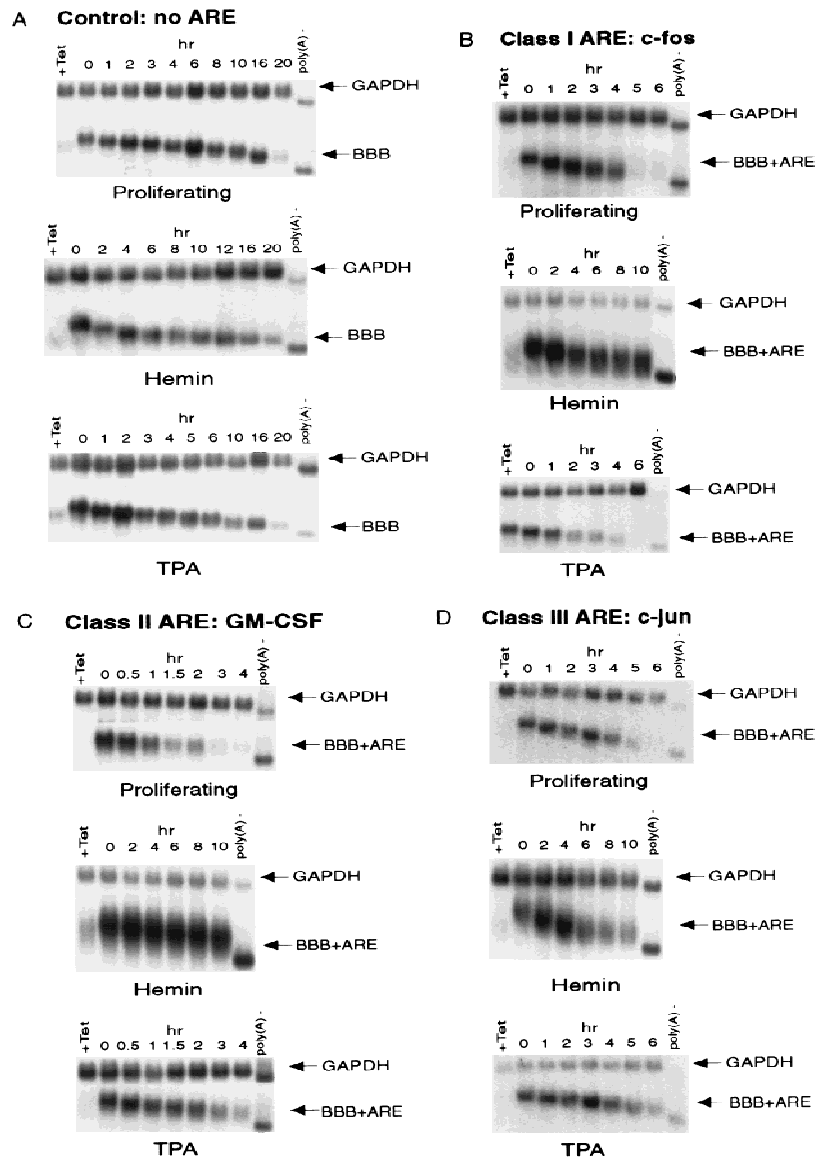 A Control: no ARE
hr
+Tet 0 1 2 3 4 6 8 10 16 20 poly(A) -
GAPDH
BBB
Proliferating
hr
+Tet 0 2 4 6 8 10 12 16 20 poly(A) -
GAPDH
BBB
Hemin
hr
+Tet 0 1 2 3 4 5 6 10 16 20 poly(A) -
GAPDH
BBB
TPA
B Class I ARE: c-fos
hr
+Tet 0 1 2 3 4 5 6 poly(A) -
GAPDH
BBB+ARE
Proliferating
hr
+Tet 0 2 4 6 8 10 poly(A) -
GAPDH
BBB+ARE
Hemin
hr
+Tet 0 1 2 3 4 6 poly(A) -
GAPDH
BBB+ARE
TPA
C Class II ARE: GM-CSF
hr
+Tet 0 0.5 1 1.5 2 3 4 poly(A) -
GAPDH
BBB+ARE
Proliferating
hr
+Tet 0 2 4 6 8 10 poly(A) -
GAPDH
BBB+ARE
Hemin
hr
+Tet 0 0.5 1 1.5 2 3 4 poly(A) -
GAPDH
BBB+ARE
TPA
D Class III ARE: c-jun
hr
+Tet 0 1 2 3 4 5 6 poly(A) -
GAPDH
BBB+ARE
Proliferating
hr
+Tet 0 2 4 6 8 10 poly(A) -
GAPDH
BBB+ARE
Hemin
hr
+Tet 0 1 2 3 4 5 6 poly(A) -
GAPDH
BBB+ARE
TPA